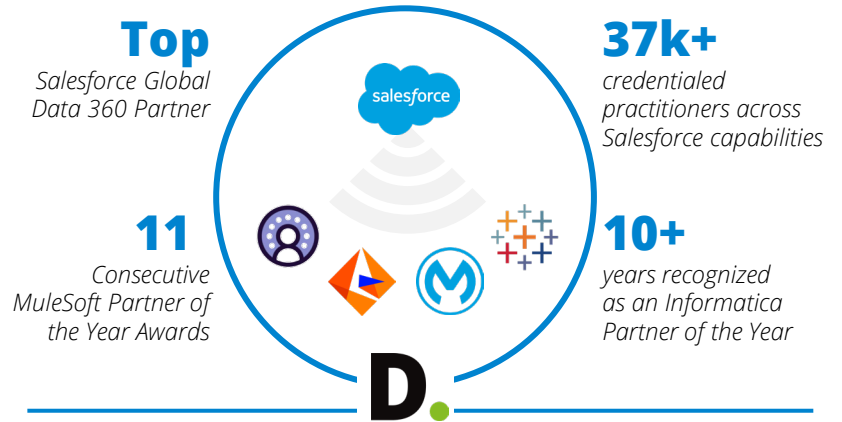 Top
Salesforce Global
Data 360 Partner
37k+
credentialed
practitioners across
Salesforce capabilities
salesforce
11
Consecutive
MuleSoft Partner of
the Year Awards
10+
years recognized
as an Informatica
Partner of the Year
D.